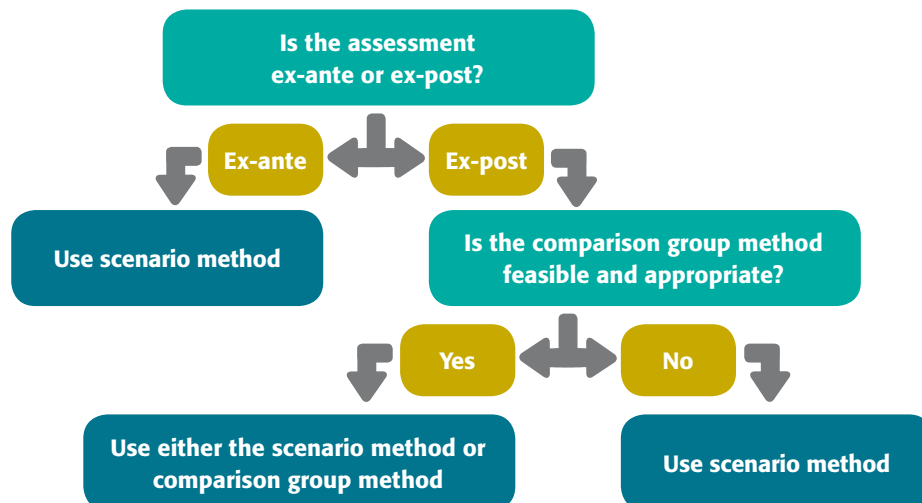 Is the assessment
ex-ante or ex-post?
Ex-ante
Ex-post
Use scenario method
Is the comparison group method
feasible and appropriate?
Yes
No
Use either the scenario method or
comparison group method
Use scenario method